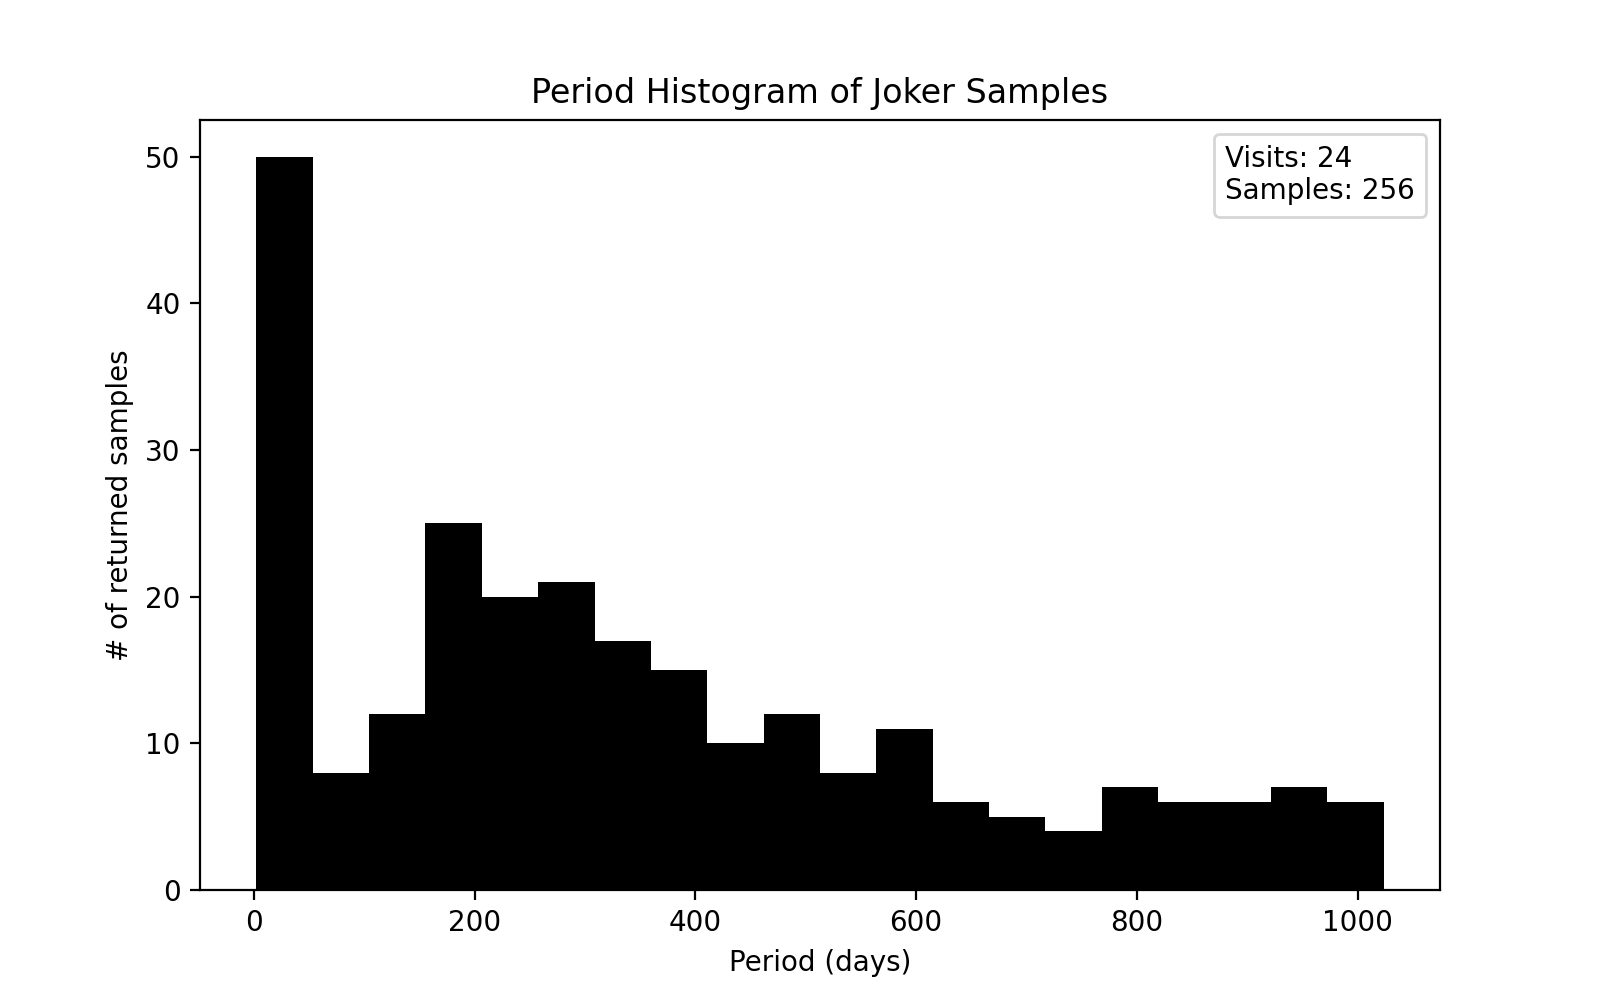 Period Histogram of Joker Samples
Visits: 24
Samples: 256
50
40
30
20
10
0
# of returned samples
0 200 400 600 800 1000
Period (days)